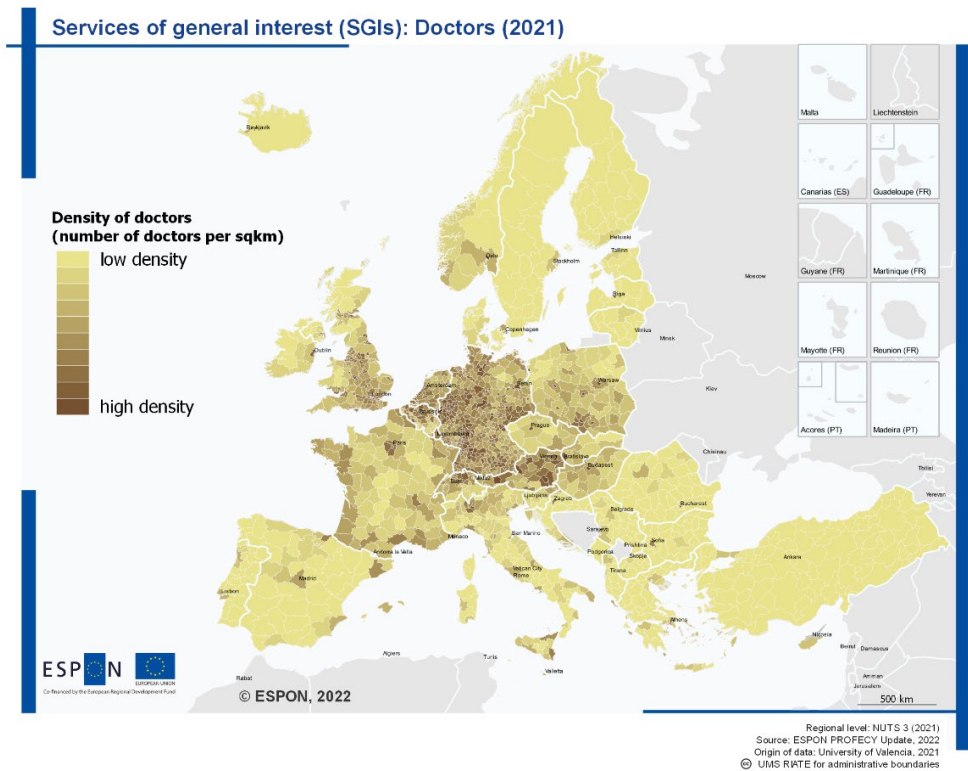 Services of general interest (SGIs): Doctors (2021)
Malta
Liechtenstein
Reykjavik
Canarias (ES)
Guadeloupe (FR)
Density of doctors
(number of doctors per sqkm)
low density
high density
Helsinki
Oslo
Tallinn
Stockholm
Guyane (FR)
Martinique (FR)
Moscow
Riga
Copenhagen
Vilnius
Minsk
Mayotte (FR)
Reunion (FR)
Dublin
Amsterdam
Berlin
Warsaw
London
Kiev
Prague
Acores (PT)
Madeira (PT)
Luxembourg
Paris
Vienna
Bratislava
Budapest
Chisinau
Bern
Vaduz
Ljubljana
Zagreb
Tbilisi
Yerevan
Belgrade
Bucharest
Monaco
San Marino
Sarajevo
Andorra la Vella
Prishtina
Sofia
Podgorica
Skopje
Ankara
Vatican City
Rome
Tirana
Madrid
Lisbon
Athens
Nicosia
Algiers
Tunis
Beirut
Damascus
Valletta
Amman
Jerusalem
Rabat
ESPON
EUROPEAN UNION
Co-financed by the European Regional Development Fund
© ESPON, 2022
500 km
Regional level: NUTS 3 (2021)
Source: ESPON PROFECY Update, 2022
Origin of data: University of Valencia, 2021
UMS RIATE for administrative boundaries